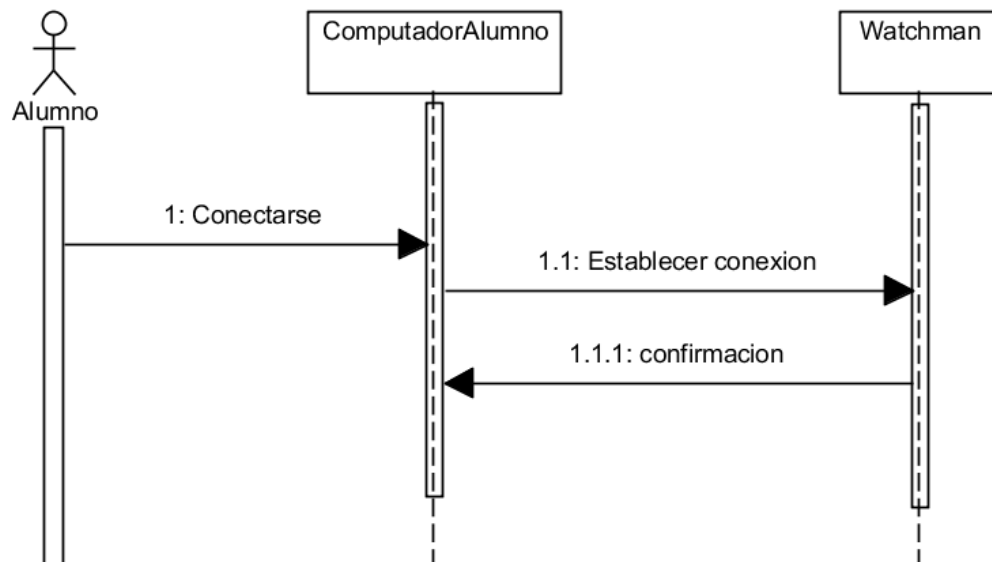 ComputadorAlumno
Watchman
Alumno
1: Conectarse
1.1: Establecer conexion
1.1.1: confirmacion